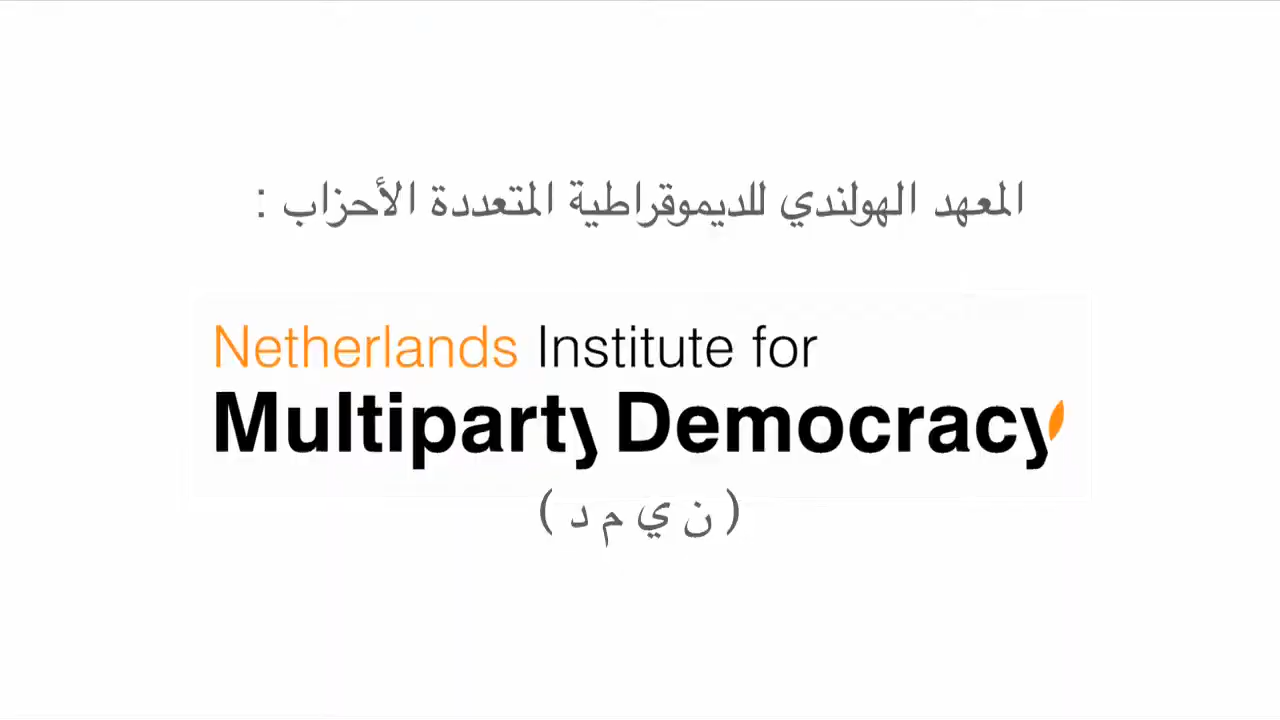 المعهد الهولندي للديموقراطية المتعددة الأحزاب :
Netherlands Institute for
Multiparty Democracy
( ن ي م د )